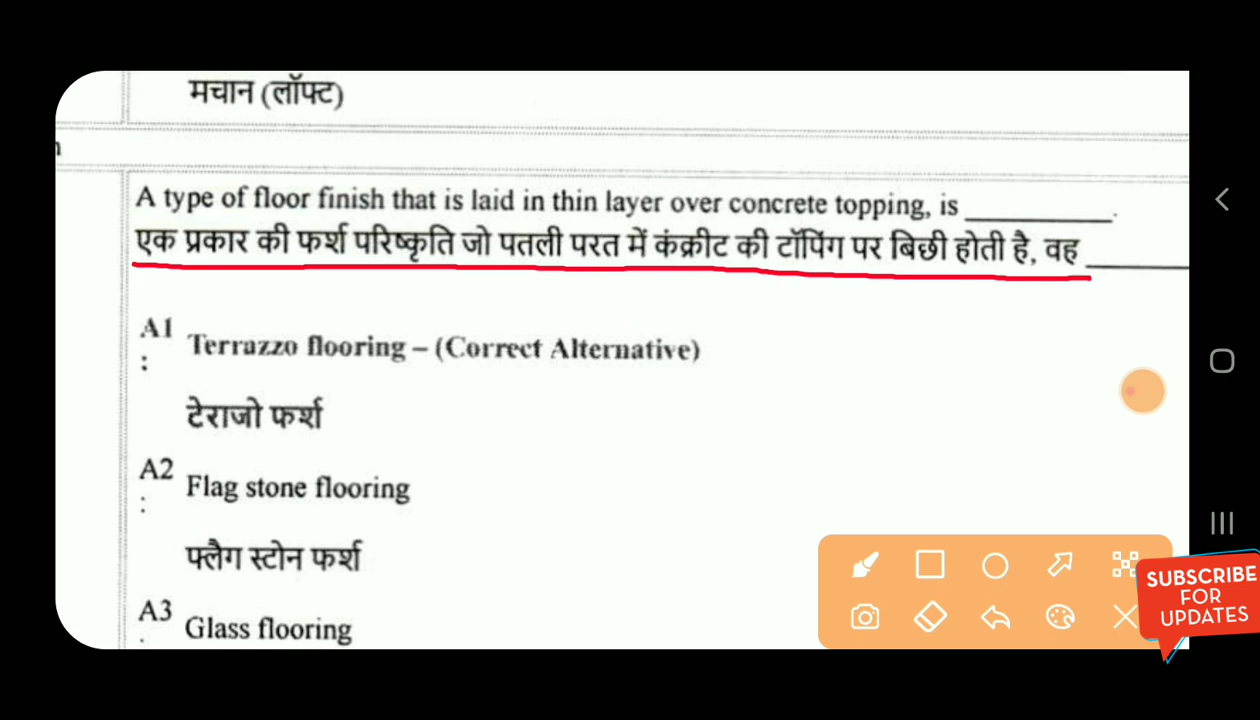 मचान (लॉफ्ट)
A type of floor finish that is laid in thin layer over concrete topping, is __________.
एक प्रकार की फर्श परिष्कृति जो पतली परत में कंक्रीट की टॉपिंग पर बिछी होती है, वह ________
A1 : Terrazzo flooring – (Correct Alternative)
टेराजो फर्श
A2 : Flag stone flooring
फ्लैग स्टोन फर्श
A3 Glass flooring
SUBSCRIBE
FOR
UPDATES